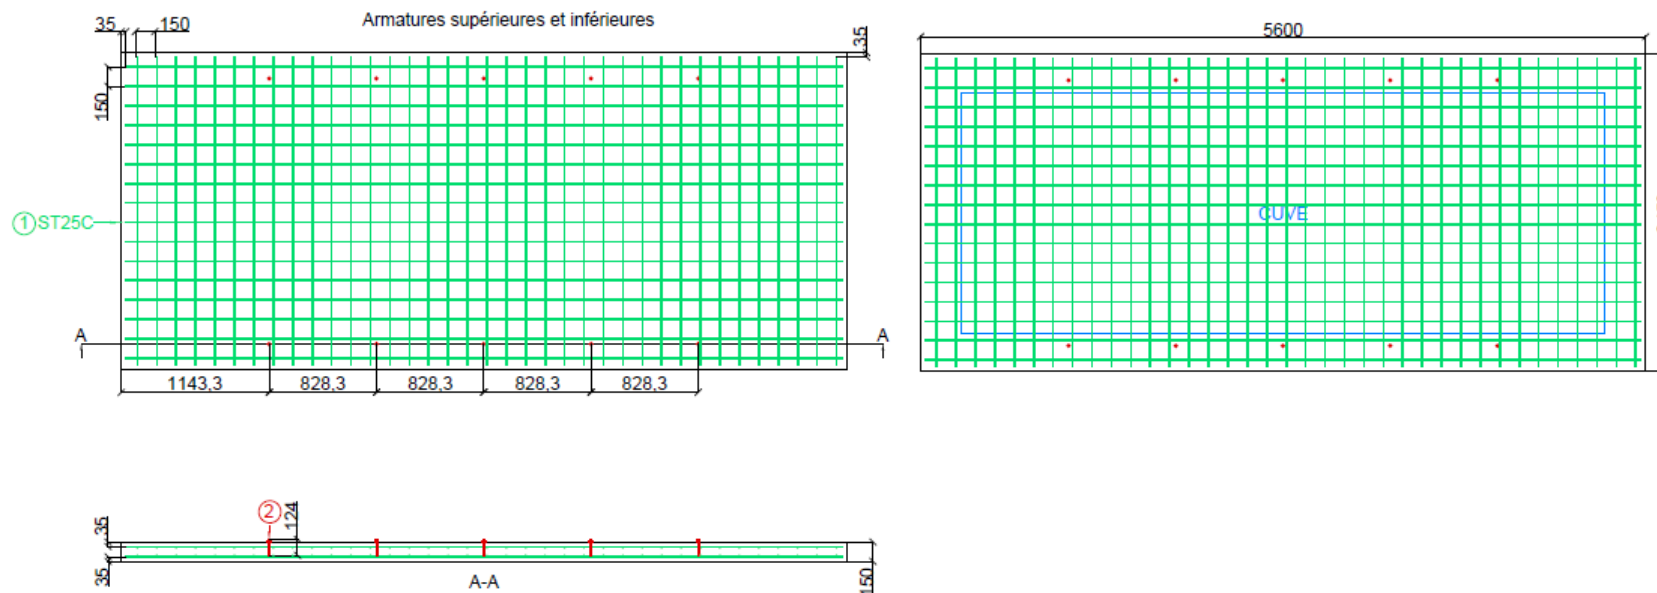 Armatures supérieures et inférieures
35
150
35
5600
150
① ST25C
CUVE
A
A
1143,3
828,3
828,3
828,3
828,3
②
124
35
35
A-A
150